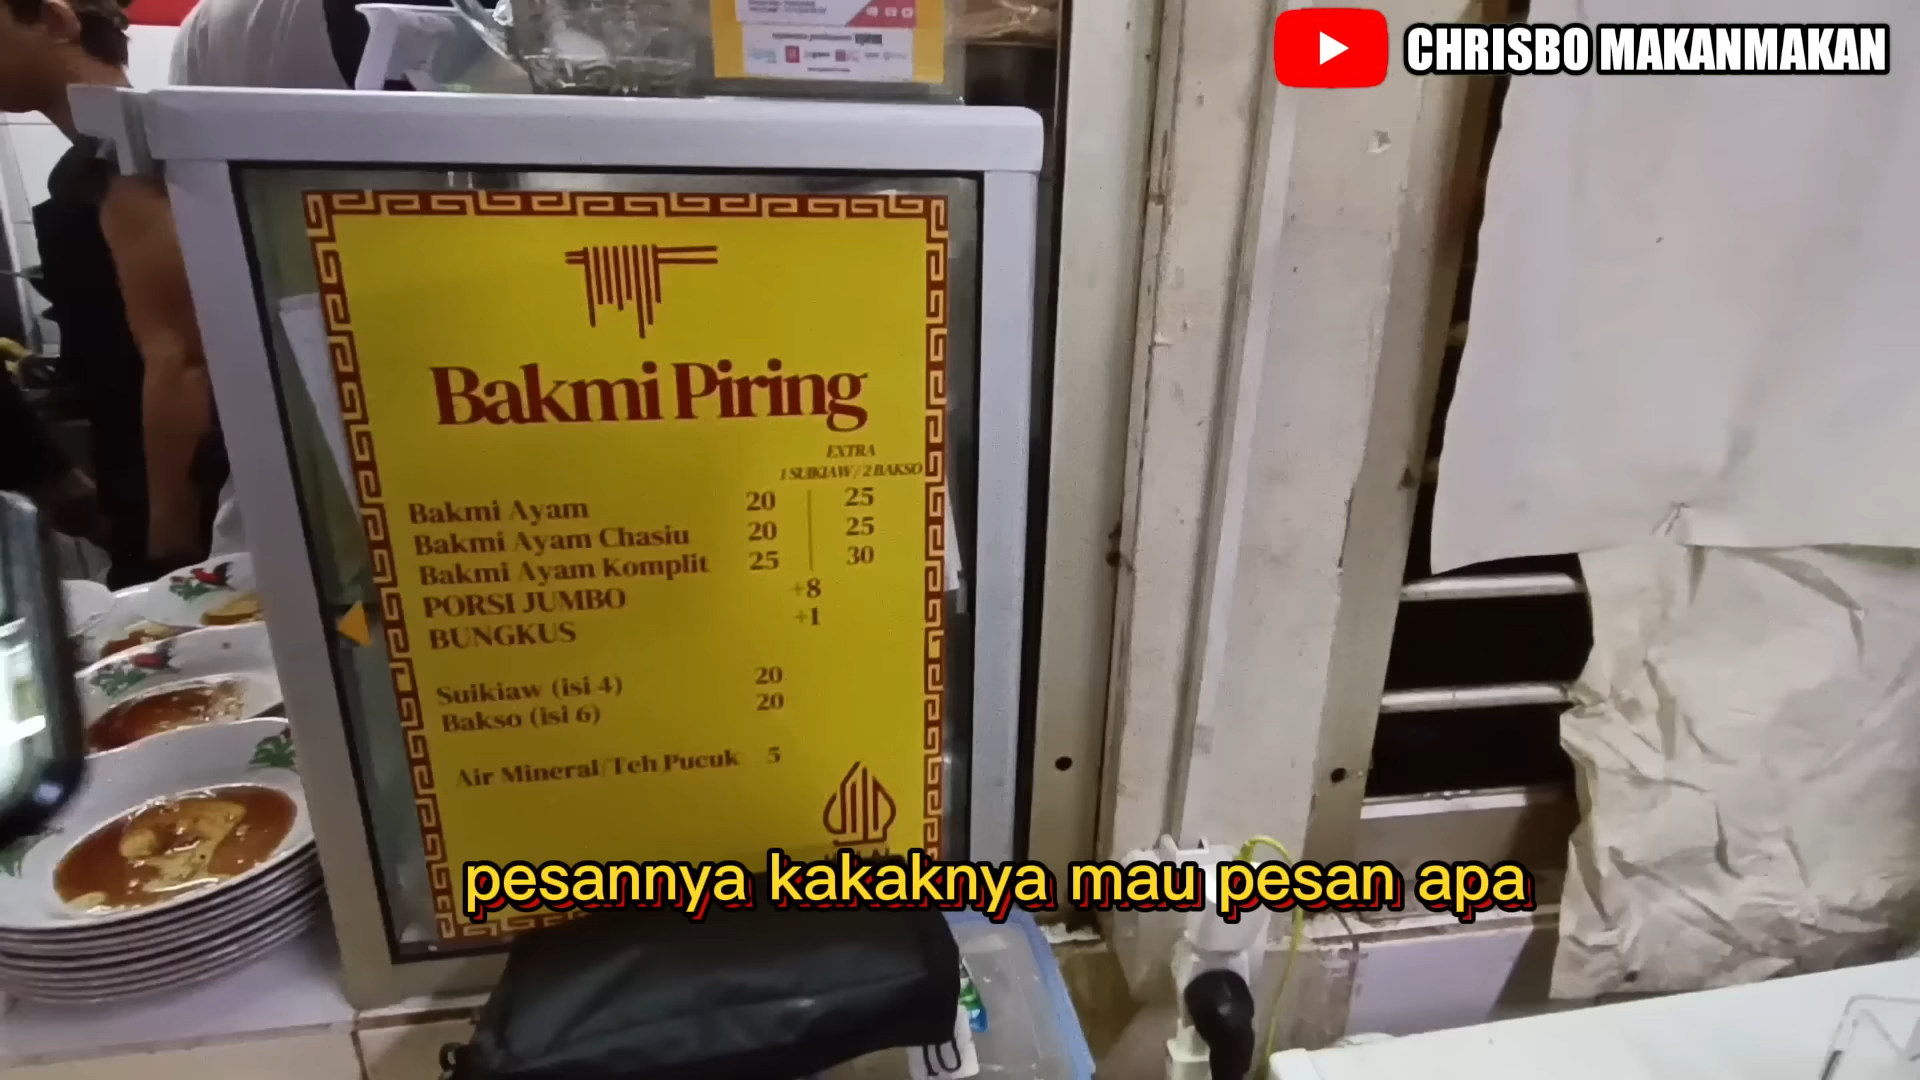 CHRISBO MAKANMAKAN
Bakmi Piring
EXTRA
1 SUIKIAW / 2 BAKSO
Bakmi Ayam 20 25
Bakmi Ayam Chasiu 20 25
Bakmi Ayam Komplit 25 30
PORSI JUMBO +8
BUNGKUS +1
Suikiaw (isi 4) 20
Bakso (isi 6) 20
Air Mineral/Teh Pucuk 5
pesannya kakaknya mau pesan apa